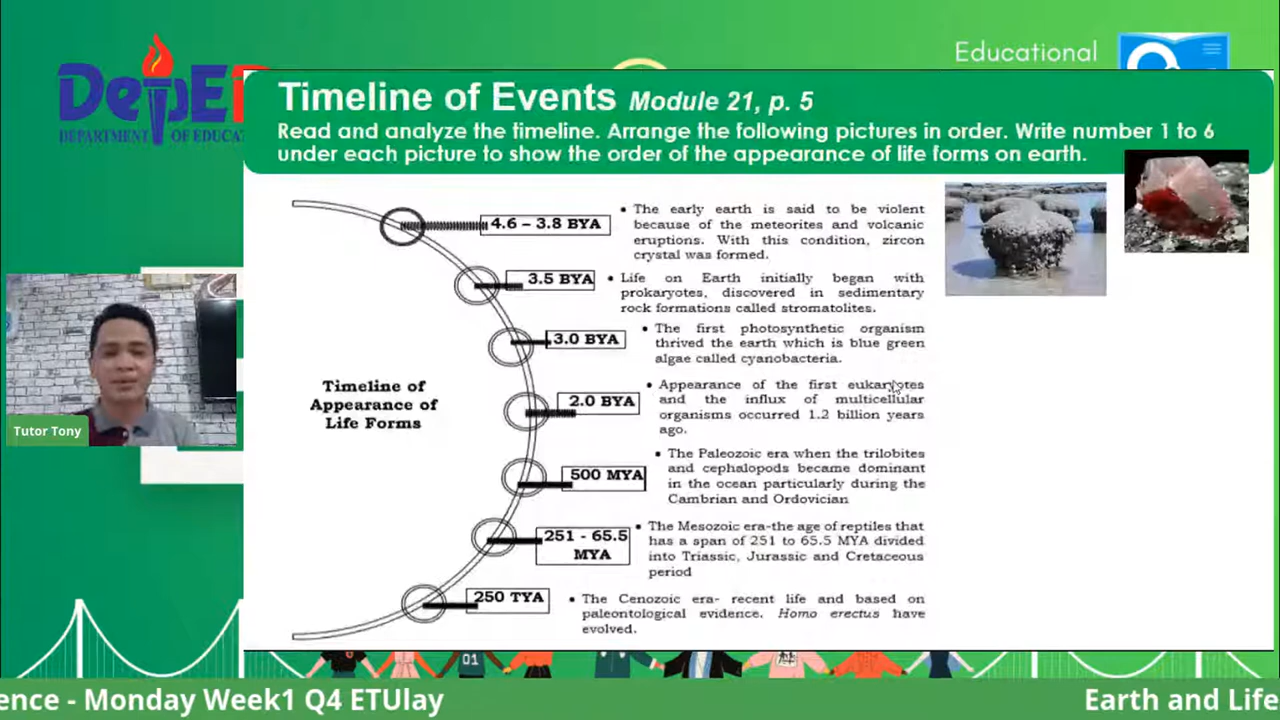 Educational
DepED
DEPARTMENT OF EDUCAT
Timeline of Events Module 21, p. 5
Read and analyze the timeline. Arrange the following pictures in order. Write number 1 to 6
under each picture to show the order of the appearance of life forms on earth.
4.6 – 3.8 BYA
• The early earth is said to be violent
because of the meteorites and volcanic
eruptions. With this condition, zircon
crystal was formed.
3.5 BYA
• Life on Earth initially began with
prokaryotes, discovered in sedimentary
rock formations called stromatolites.
3.0 BYA
• The first photosynthetic organism
thrived the earth which is blue green
algae called cyanobacteria.
2.0 BYA
• Appearance of the first eukaryotes
and the influx of multicellular
organisms occurred 1.2 billion years
ago.
Timeline of
Appearance of
Life Forms
500 MYA
• The Paleozoic era when the trilobites
and cephalopods became dominant
in the ocean particularly during the
Cambrian and Ordovician
251 - 65.5
MYA
• The Mesozoic era-the age of reptiles that
has a span of 251 to 65.5 MYA divided
into Triassic, Jurassic and Cretaceous
period
250 TYA
• The Cenozoic era- recent life and based on
paleontological evidence. Homo erectus have
evolved.
Tutor Tony
01
ence - Monday Week1 Q4 ETUlay
Earth and Life